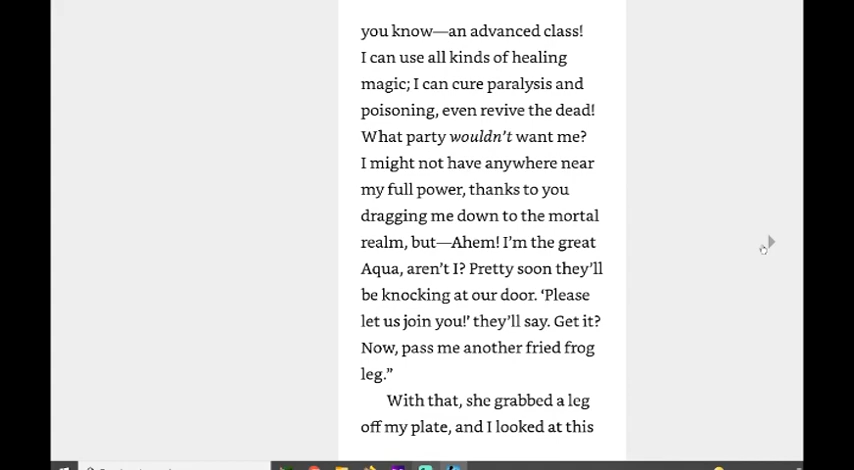 you know—an advanced class!
I can use all kinds of healing
magic; I can cure paralysis and
poisoning, even revive the dead!
What party wouldn’t want me?
I might not have anywhere near
my full power, thanks to you
dragging me down to the mortal
realm, but—Ahem! I’m the great
Aqua, aren’t I? Pretty soon they’ll
be knocking at our door. ‘Please
let us join you!’ they’ll say. Get it?
Now, pass me another fried frog
leg.”
With that, she grabbed a leg
off my plate, and I looked at this